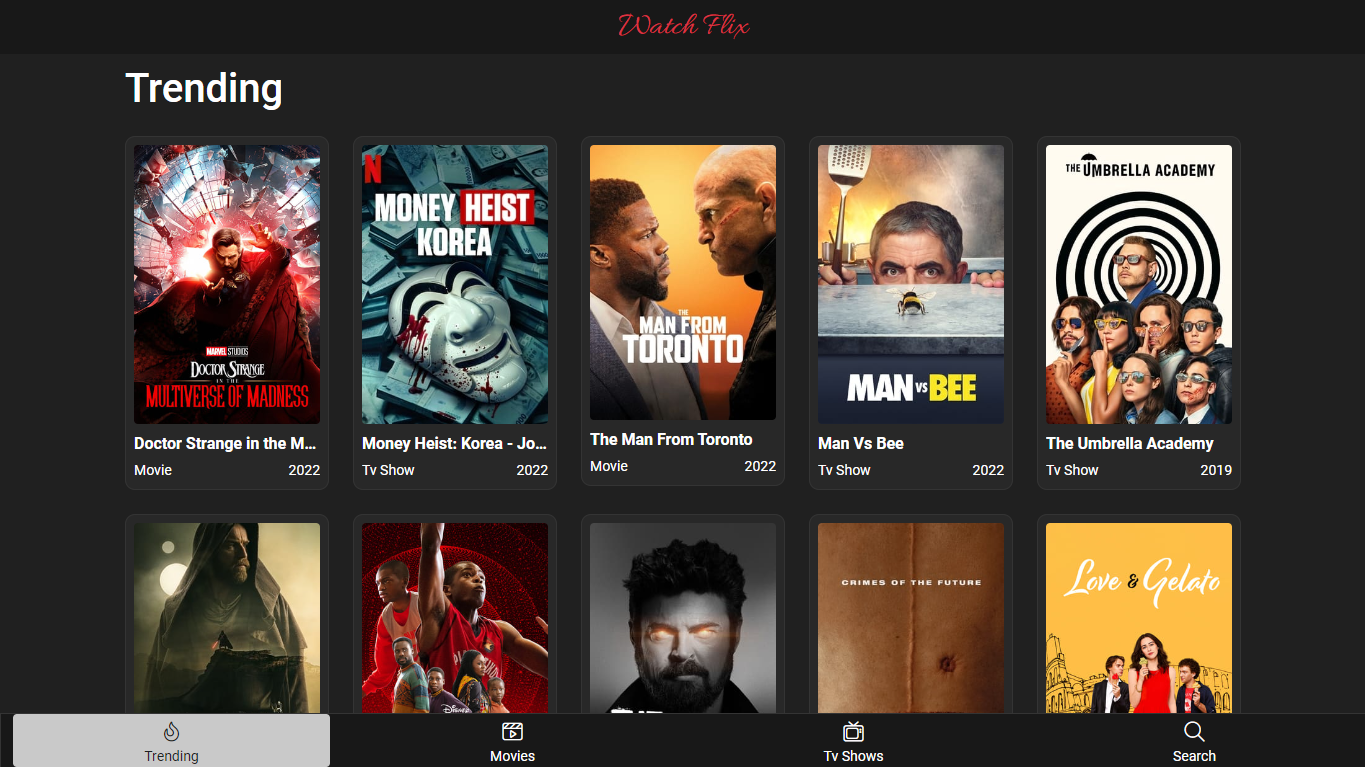 Watch Flix
Trending
MARVEL STUDIOS
DOCTOR STRANGE
IN THE
MULTIVERSE OF MADNESS
Doctor Strange in the M...
Movie 2022
N
MONEY HEIST
KOREA
Money Heist: Korea - Jo...
Tv Show 2022
THE
MAN FROM
TORONTO
The Man From Toronto
Movie 2022
MAN VS BEE
Man Vs Bee
Tv Show 2022
THE UMBRELLA ACADEMY
The Umbrella Academy
Tv Show 2019
DISNEY
CRIMES OF THE FUTURE
Love & Gelato
Trending
Movies
Tv Shows
Search